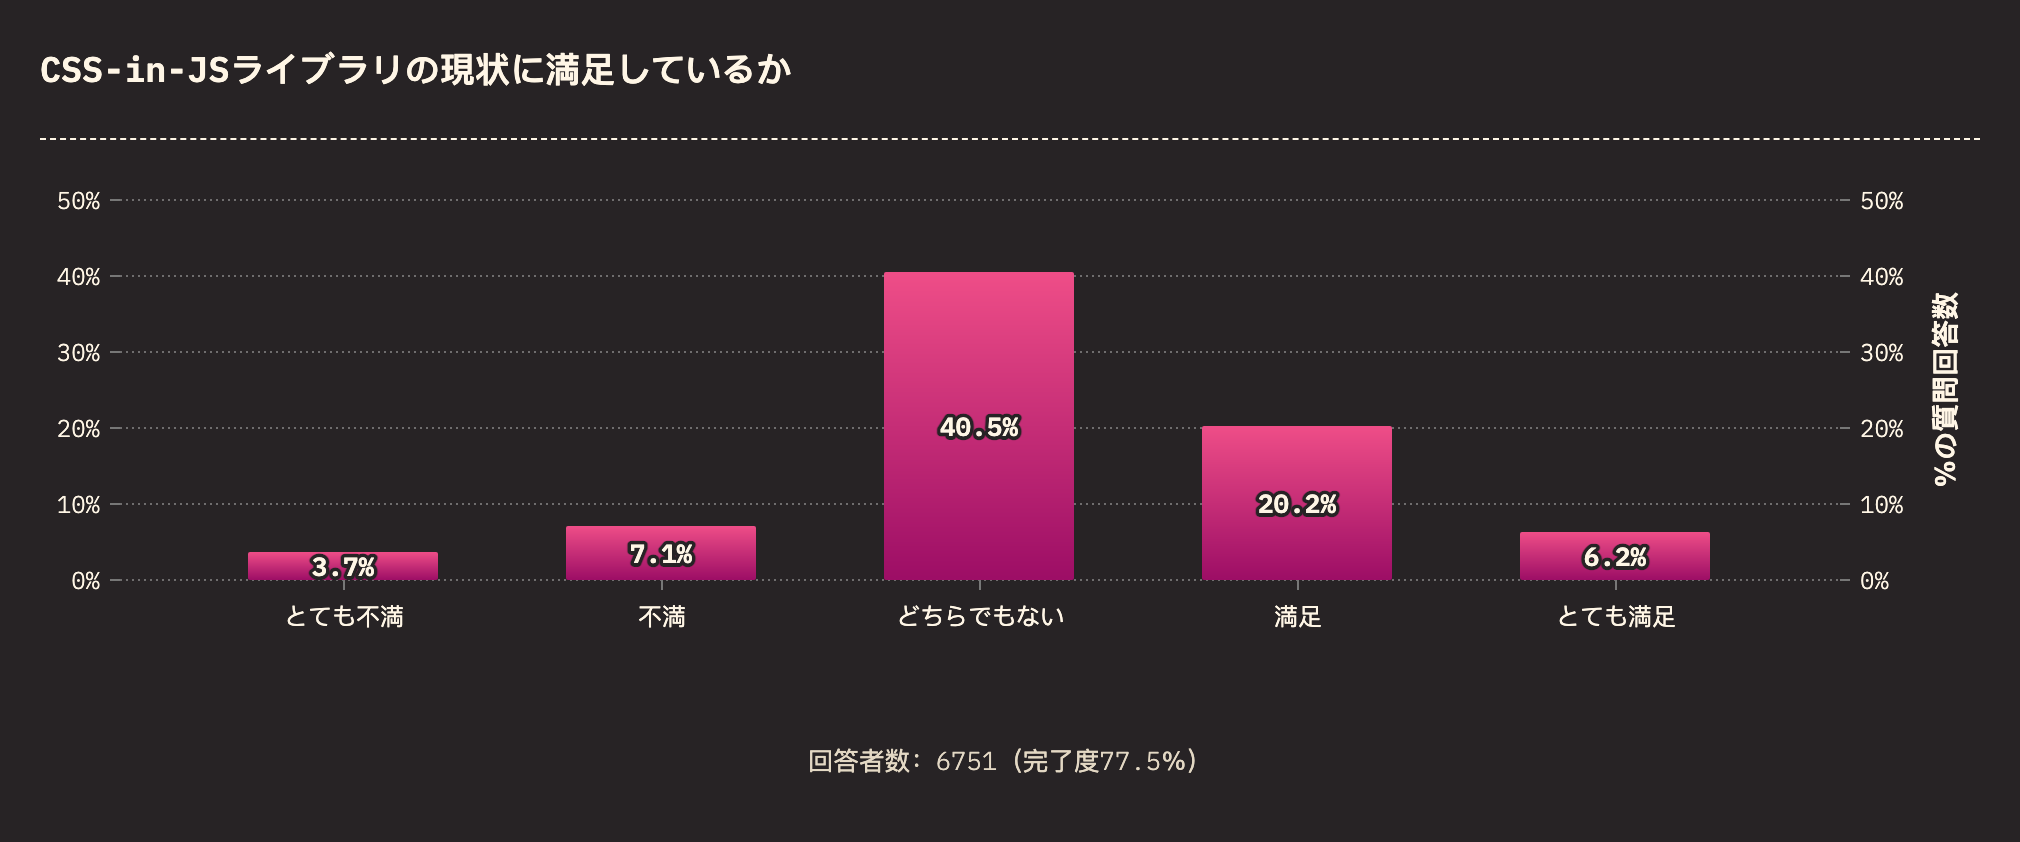 CSS-in-JSライブラリの現状に満足しているか
50%
40%
30%
20%
10%
0%
50%
40%
30%
20%
10%
0%
%の質問回答数
3.7%
7.1%
40.5%
20.2%
6.2%
とても不満
不満
どちらでもない
満足
とても満足
回答者数: 6751 (完了度77.5%)